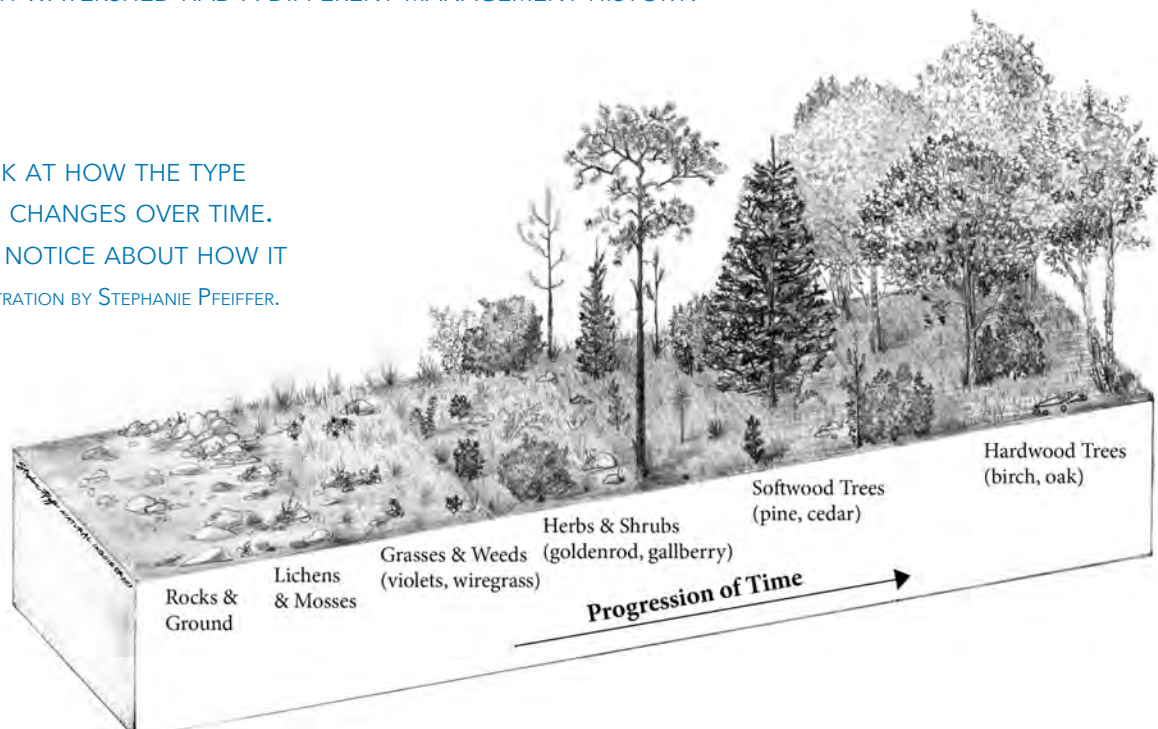 K AT HOW THE TYPE
CHANGES OVER TIME.
NOTICE ABOUT HOW IT
TRATION BY STEPHANIE PFEIFFER.
Rocks &
Ground
Lichens
& Mosses
Grasses & Weeds
(violets, wiregrass)
Herbs & Shrubs
(goldenrod, gallberry)
Softwood Trees
(pine, cedar)
Hardwood Trees
(birch, oak)
Progression of Time